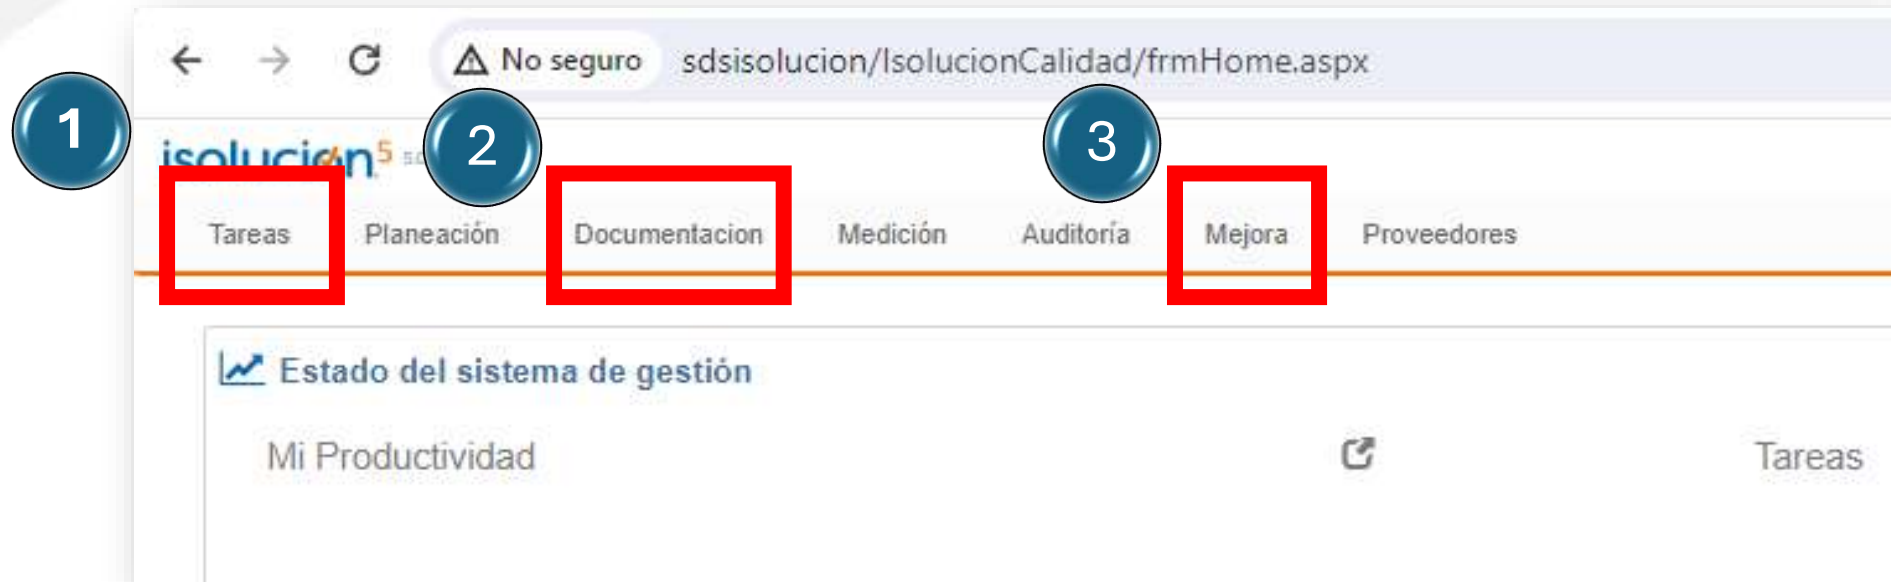 No seguro sdsisolucion/IsolucionCalidad/frmHome.aspx
1
2
3
isolución5
Tareas Planeación Documentacion Medición Auditoría Mejora Proveedores
Estado del sistema de gestión
Mi Productividad Tareas